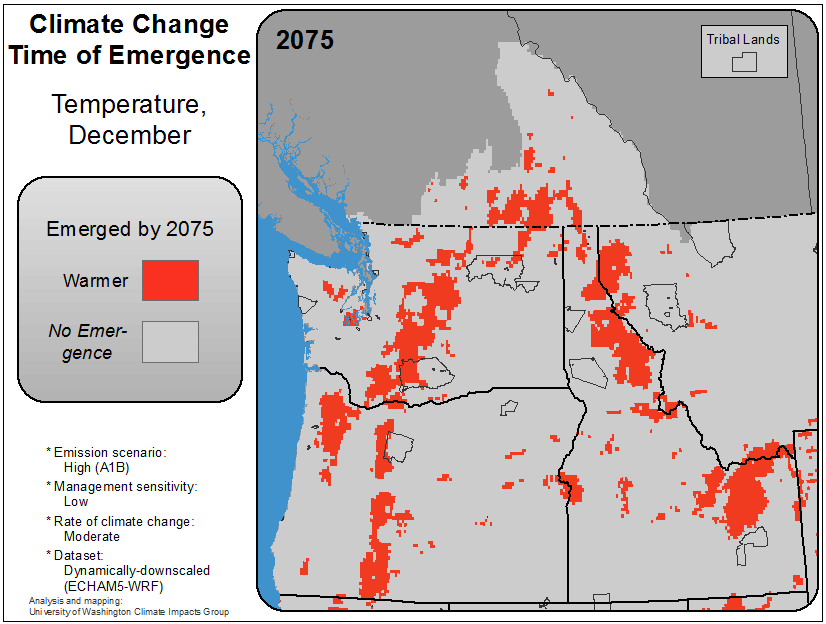 Climate Change
Time of Emergence
Temperature,
December
Emerged by 2075
Warmer
No Emer-
gence
* Emission scenario:
High (A1B)
* Management sensitivity:
Low
* Rate of climate change:
Moderate
* Dataset:
Dynamically-downscaled
(ECHAM5-WRF)
Analysis and mapping:
University of Washington Climate Impacts Group
2075
Tribal Lands